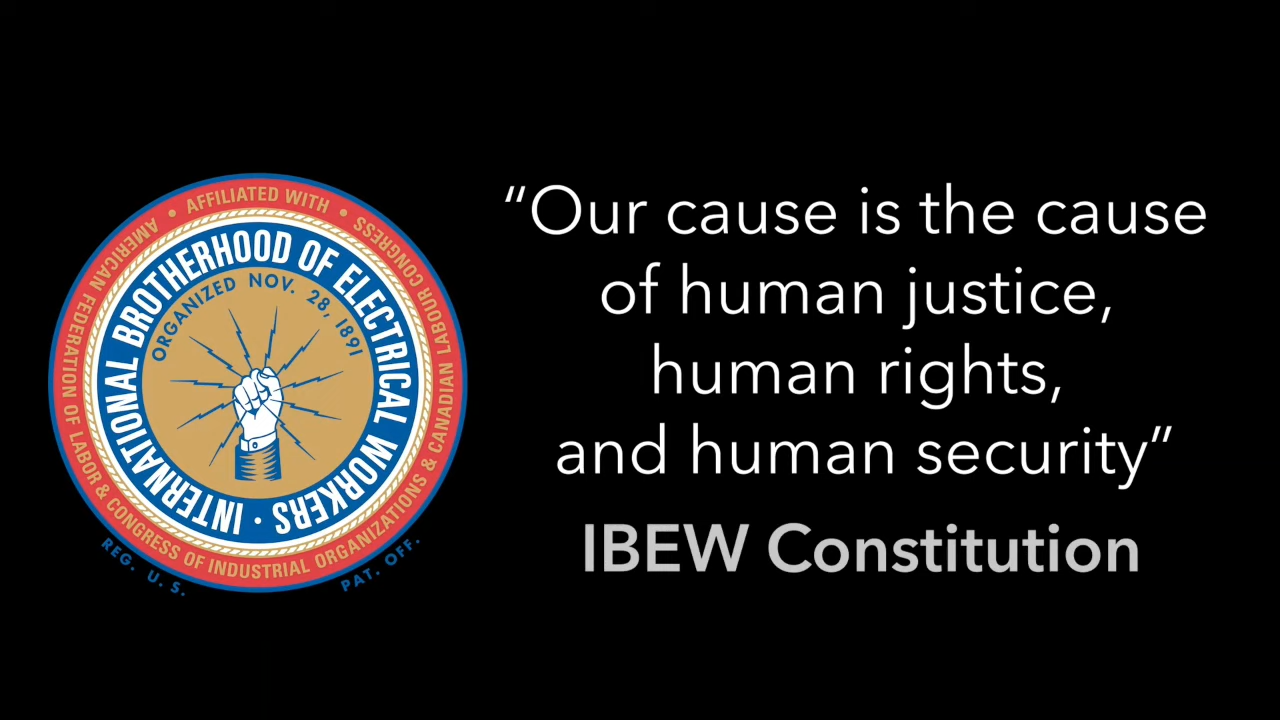 AFFILIATED WITH
AMERICAN FEDERATION OF LABOR & CONGRESS OF INDUSTRIAL ORGANIZATIONS & CANADIAN LABOUR CONGRESS
INTERNATIONAL BROTHERHOOD OF ELECTRICAL WORKERS
ORGANIZED NOV. 28, 1891
REG. U. S.
PAT. OFF.
“Our cause is the cause
of human justice,
human rights,
and human security”
IBEW Constitution